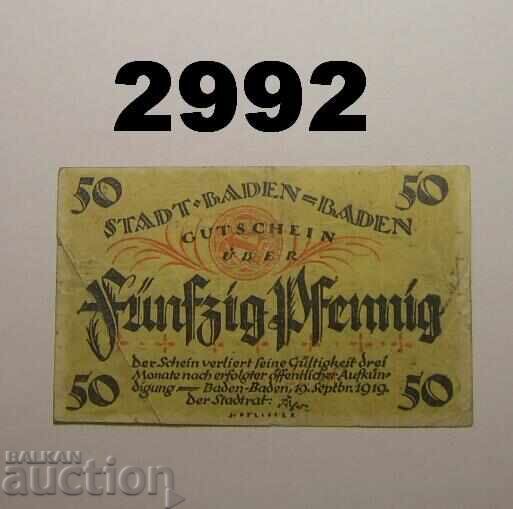 2992
50 50
STADT·BADEN=BADEN
GUTSCHEIN
ÜBER
Fünfzig Pfennig
der Schein verliert seine Gültigkeit drei
Monate nach erfolgter öffentlicher Aufkün-
digung — Baden-Baden, 19. Septbr. 1919.
der Stadtrat:
50 50
BALKAN
auction